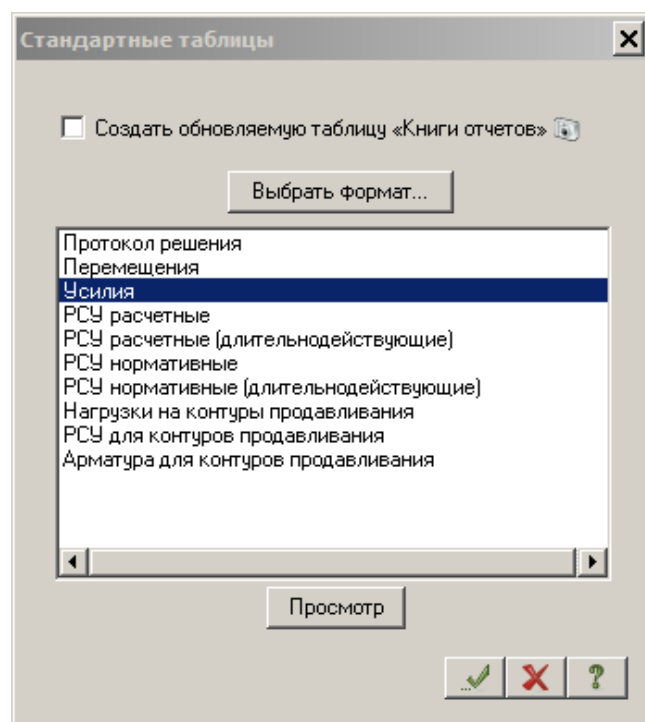 Стандартные таблицы
Создать обновляемую таблицу «Книги отчетов»
Выбрать формат...
Протокол решения
Перемещения
Усилия
РСУ расчетные
РСУ расчетные (длительнодействующие)
РСУ нормативные
РСУ нормативные (длительнодействующие)
Нагрузки на контуры продавливания
РСУ для контуров продавливания
Арматура для контуров продавливания
Просмотр